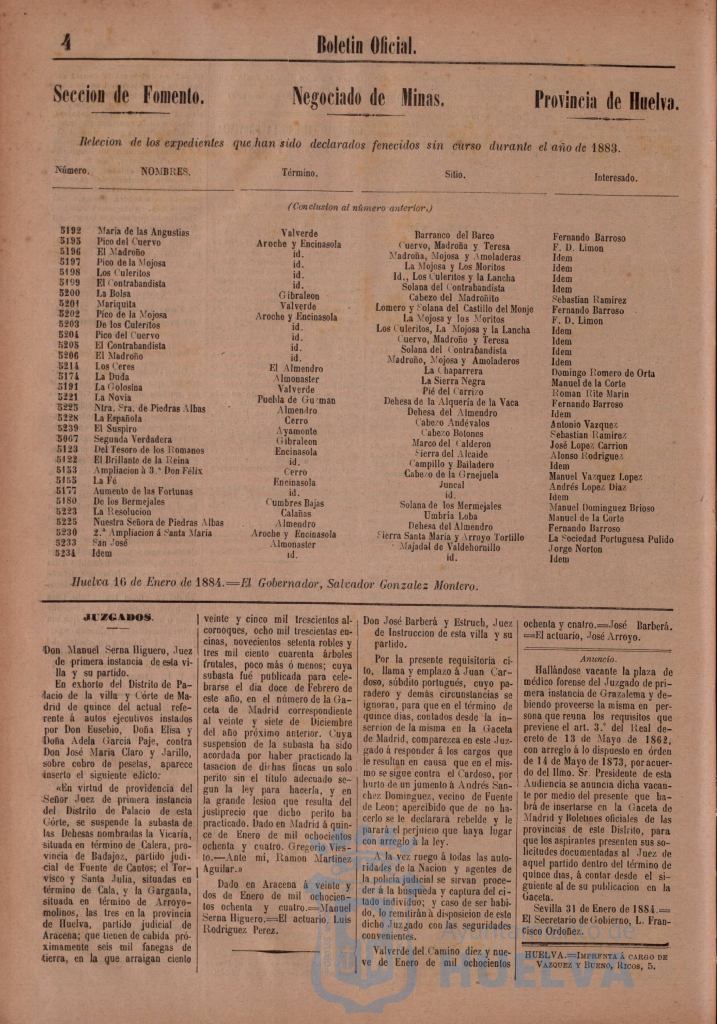 4
Boletin Oficial.
Seccion de Fomento. Negociado de Minas. Provincia de Huelva.
Relecion de los expedientes que han sido declarados fenecidos sin curso durante el año de 1883.
Número. NOMBRES. Término. Sitio. Interesado.
(Conclusion al número anterior.)
5192 Maria de las Angustias Valverde Barranco del Barco Fernando Barroso
5195 Pico del Cuervo Aroche y Encinasola Cuervo, Madroña y Teresa F. D. Limon
5196 El Madroño id. Madroña, Mojosa y Amoladeras Idem
5197 Pico de la Mojosa id. La Mojosa y Los Moritos Idem
5198 Los Culeritos id. Id., Los Culeritos y la Lancha Idem
5199 El Contrabandista id. Solana del Contrabandista Idem
5200 La Bolsa Gibraleon Cabezo del Madroñito Sebastian Ramirez
5201 Mariquita Valverde Lomero y Solana del Castillo del Monje Fernando Barroso
5202 Pico de la Mojosa Aroche y Encinasola La Mojosa y los Moritos F. D. Limon
5203 De los Culeritos id. Los Culeritos, La Mojosa y la Lancha Idem
5204 Pico del Cuervo id. Cuervo, Madroño y Teresa Idem
5205 El Contrabandista id. Solana del Contrabandista Idem
5206 El Madroño id. Madroño, Mojosa y Amoladeros Idem
5214 Los Ceres El Almendro La Chaparrera Domingo Romero de Orta
5174 La Duda Almonaster La Sierra Negra Manuel de la Corte
5191 La Golosina Valverde Pié del Carrizo Roman Rite Marin
5221 La Novia Puebla de Guzman Dehesa de la Alquería de la Vaca Fernando Barroso
5225 Ntra. Sra. de Piedras Albas Almendro Dehesa del Almendro Idem
5228 La Española Cerro Cabezo Andévalos Antonio Vazquez
5239 El Suspiro Ayamonte Cabezo Botones Sebastian Ramirez
5067 Segunda Verdadera Gibraleon Marco del Calderon José Lopez Carrion
5123 Del Tesoro de los Romanos Encinasola Sierra del Alcaide Alonso Rodriguez
5122 El Brillante de la Reina id. Campillo y Bailadero Idem
5153 Ampliacion à 3.ª Don Félix Cerro Cabezo de la Grnejuela Manuel Vazquez Lopez
5155 La Fé Encinasola Juncal Andrés Lopez Diaz
5177 Aumento de las Fortunas id. id. Idem
5180 De los Bermejales Cumbres Bajas Solana de los Mermejales Manuel Dominguez Brioso
5223 La Resolucion Calañas Umbría Loba Manuel de la Corte
5225 Nuestra Señora de Piedras Albas Almendro Dehesa del Almendro Fernando Barroso
5230 2.ª Ampliacion á Santa Maria Aroche y Encinasola Sierra Santa Maria y Arroyo Tortillo La Sociedad Portuguesa Pulido
5233 San José Almonaster Majadal de Valdehornillo Jorge Norton
5234 Idem id. id. Idem
Huelva 16 de Enero de 1884.=El Gobernador, Salvador Gonzalez Montero.
JUZGADOS.
Don Manuel Serna Higuero, Juez
de primera instancia de esta villa
y su partido.
En exhorto del Distrito de Palacio
de la villa y Córte de Madrid
de quince del actual referente
á autos ejecutivos instados
por Don Eusebio, Doña Elisa y
Doña Adela Garcia Paje, contra
Don José Maria Claro y Jarillo,
sobre cobro de pesetas, aparece
inserto el siguiente edicto:
«En virtud de providencia del
Señor Juez de primera instancia
del Distrito de Palacio de esta
Córte, se suspende la subasta de
las Dehesas nombradas la Vicaría,
situada en término de Calera, provincia
de Badajoz, partido judicial
de Fuente de Cantos; el Torvisco
y Santa Julia, situadas en
término de Cala, y la Garganta,
situada en término de Arroyomolinos,
las tres en la provincia
de Huelva, partido judicial de
Aracena; que tienen de cabida próximamente
seis mil fanegas de
tierra, en la que arraigan ciento
veinte y cinco mil trescientos alcornoques,
ocho mil trescientas encinas,
novecientos setenta robles y
tres mil ciento cuarenta árboles
frutales, poco más ó menos; cuya
subasta fué publicada para celebrarse
el dia doce de Febrero de
este año, en el número de la Gaceta
de Madrid correspondiente
al veinte y siete de Diciembre
del año próximo anterior. Cuya
suspension de la subasta ha sido
acordada por haber practicado la
tasacion de dichas fincas un solo
perito sin el titulo adecuado segun
la ley para hacerla, y en
la grande lesion que resulta del
justiprecio que dicho perito ha
practicado. Dado en Madrid á quince
de Enero de mil ochocientos
ochenta y cuatro. Gregorio Viesto.—Ante
mi, Ramon Martinez
Aguilar.»
Dado en Aracena á veinte y
dos de Enero de mil ochocientos
ochenta y cuatro.=Manuel
Serna Higuero=El actuario, Luis
Rodriguez Perez.
Don José Barberá y Estruch, Juez
de Instruccion de esta villa y su
partido.
Por la presente requisitoria cito,
llama y emplazo á Juan Cardoso,
súbdito portugués, cuyo paradero
y demás circunstancias se
ignoran, para que en el término de
quince dias, contados desde la insercion
de la misma en la Gaceta
de Madrid, comparezca en este Juzgado
á responder á los cargos que
le resultan en causa que en el mismo
se sigue contra el Cardoso, por
hurto de un jumento á Andrés Sanchez
Dominguez, vecino de Fuente
de Leon; apercibido que de no hacerlo
se le declarará rebelde y le
parará el perjuicio que haya lugar
con arreglo à la ley.
A la vez ruego á todas las autoridades
de la Nacion y agentes de
la policia judicial se sirvan proceder
á la búsqueda y captura del citado
individuo; y caso de ser habido,
lo remitirán à disposicion de este
dicho Juzgado con las seguridades
convenientes.
Valverde del Camino diez y nueve
de Enero de mil ochocientos
ochenta y cnatro.=José Barberá.
=El actuario, José Arroyo.
Anuncio.
Hallándose vacante la plaza de
médico forense del Juzgado de primera
instancia de Grazalema y debiendo
proveerse la misma en persona
que reuna los requisitos que
previene el art. 3.º del Real decreto
de 13 de Mayo de 1862,
con arreglo à lo dispuesto en órden
de 14 de Mayo de 1873, por acuerdo
del Ilmo. Sr. Presidente de esta
Audiencia se anuncia dicha vacante
por medio del presente que habrá
de insertarse en la Gaceta de
Madrid y Boletines oficiales de las
provincias de este Distrito, para
que los aspirantes presenten sus solicitudes
documentadas al Juez de
aquel partido dentro del término de
quince dias, á contar desde el siguiente
al de su publicacion en la
Gaceta.
Sevilla 31 de Enero de 1884.=
El Secretario de Gobierno, L. Francisco
Ordoñez.
HUELVA.=IMPRENTA Á CARGO DE
VAZQUEZ Y BUENO, RICOS, 5.
HUELVA